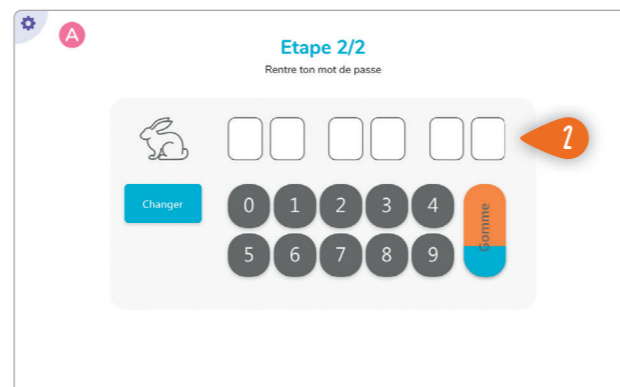 A
Etape 2/2
Rentre ton mot de passe
2
Changer
0 1 2 3 4
Gomme
5 6 7 8 9